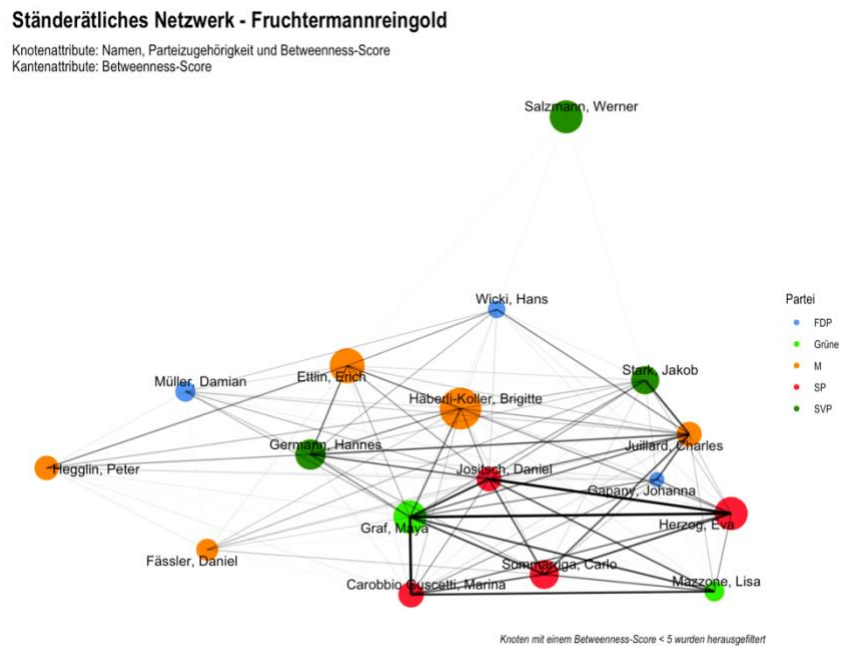 Ständerätliches Netzwerk - Fruchtermannreingold
Knotenattribute: Namen, Parteizugehörigkeit und Betweenness-Score
Kantenattribute: Betweenness-Score
Salzmann, Werner
Wicki, Hans
Ettlin, Erich
Stark, Jakob
Müller, Damian
Häberli-Koller, Brigitte
Germann, Hannes
Juillard, Charles
Hegglin, Peter
Jositsch, Daniel
Gapany, Johanna
Graf, Maya
Herzog, Eva
Fässler, Daniel
Sommaruga, Carlo
Carobbio Guscetti, Marina
Mazzone, Lisa
Partei
FDP
Grüne
M
SP
SVP
Knoten mit einem Betweenness-Score < 5 wurden herausgefiltert